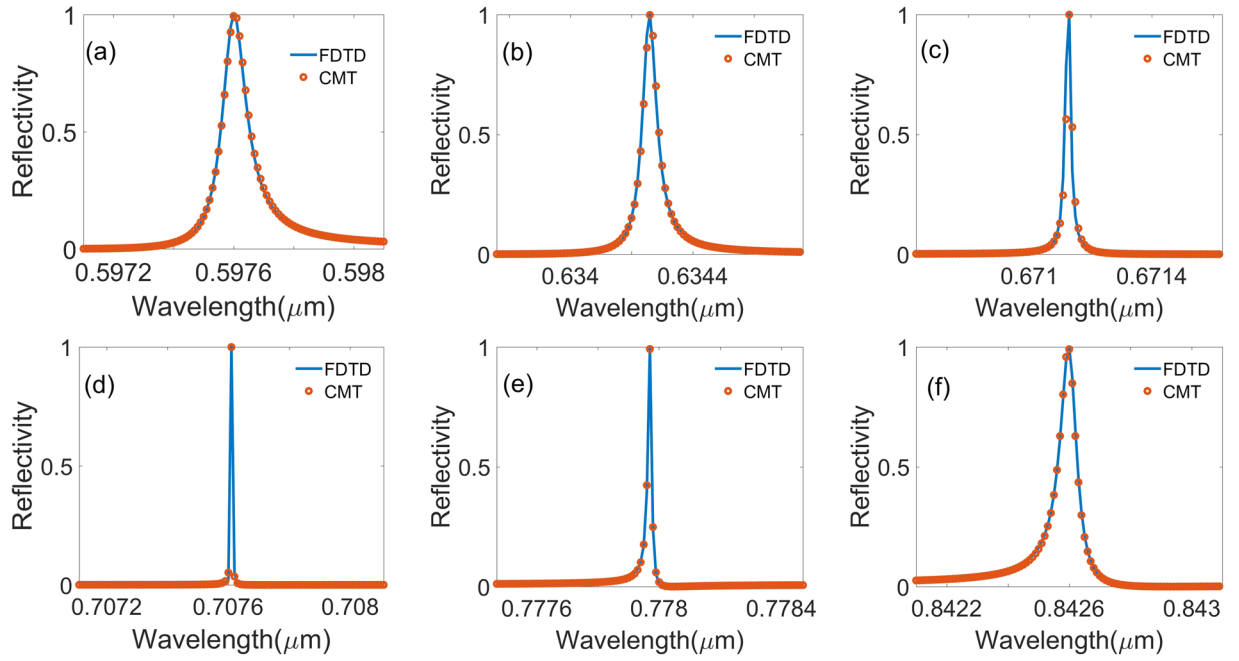 (a)
FDTD
CMT
Reflectivity
1
0.5
0
0.5972 0.5976 0.598
Wavelength(μm)
(b)
FDTD
CMT
Reflectivity
1
0.5
0
0.634 0.6344
Wavelength(μm)
(c)
FDTD
CMT
Reflectivity
1
0.5
0
0.671 0.6714
Wavelength(μm)
(d)
FDTD
CMT
Reflectivity
1
0.5
0
0.7072 0.7076 0.708
Wavelength(μm)
(e)
FDTD
CMT
Reflectivity
1
0.5
0
0.7776 0.778 0.7784
Wavelength(μm)
(f)
FDTD
CMT
Reflectivity
1
0.5
0
0.8422 0.8426 0.843
Wavelength(μm)